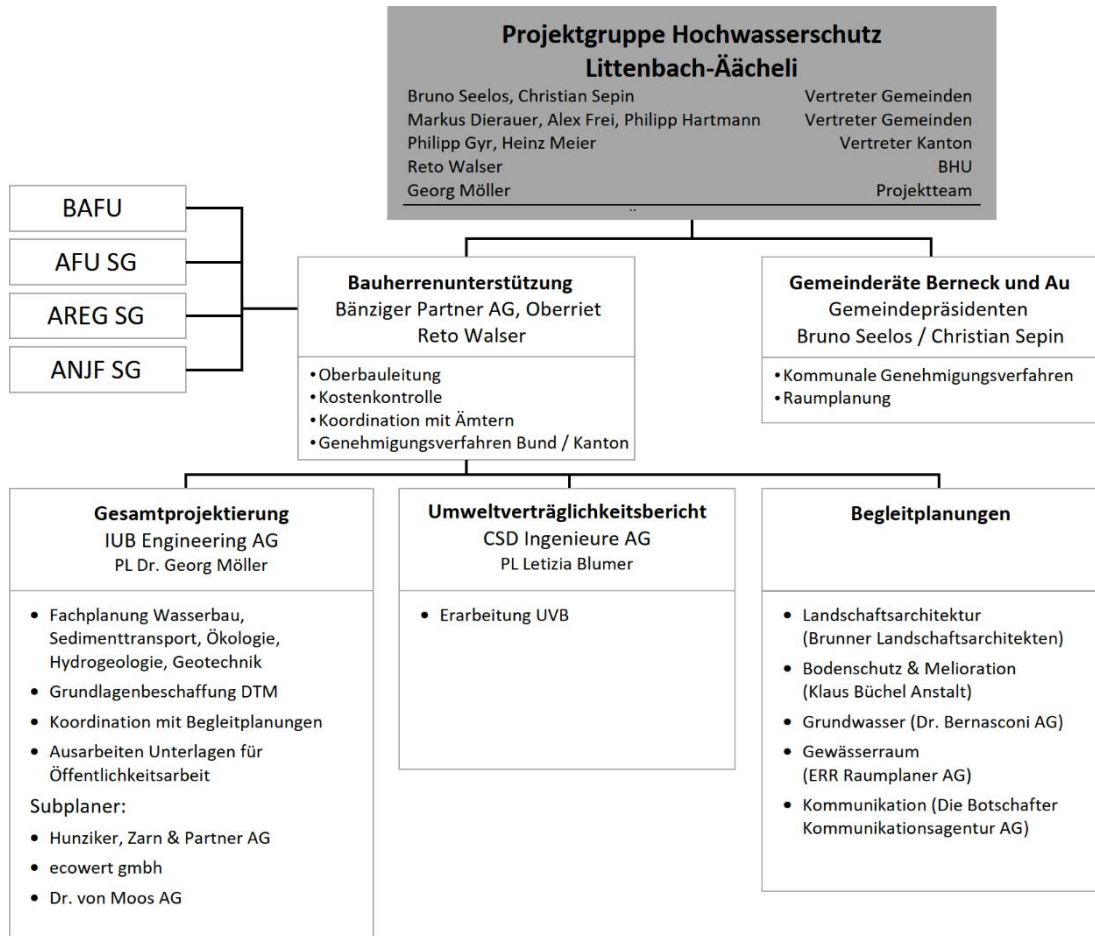 Projektgruppe Hochwasserschutz
Littenbach-Äächeli
Bruno Seelos, Christian Sepin Vertreter Gemeinden
Markus Dierauer, Alex Frei, Philipp Hartmann Vertreter Gemeinden
Philipp Gyr, Heinz Meier Vertreter Kanton
Reto Walser BHU
Georg Möller Projektteam
BAFU
AFU SG
AREG SG
ANJF SG
Bauherrenunterstützung
Bänziger Partner AG, Oberriet
Reto Walser
• Oberbauleitung
• Kostenkontrolle
• Koordination mit Ämtern
• Genehmigungsverfahren Bund / Kanton
Gemeinderäte Berneck und Au
Gemeindepräsidenten
Bruno Seelos / Christian Sepin
• Kommunale Genehmigungsverfahren
• Raumplanung
Gesamtprojektierung
IUB Engineering AG
PL Dr. Georg Möller
• Fachplanung Wasserbau,
Sedimenttransport, Ökologie,
Hydrogeologie, Geotechnik
• Grundlagenbeschaffung DTM
• Koordination mit Begleitplanungen
• Ausarbeiten Unterlagen für
Öffentlichkeitsarbeit
Subplaner:
• Hunziker, Zarn & Partner AG
• ecowert gmbh
• Dr. von Moos AG
Umweltverträglichkeitsbericht
CSD Ingenieure AG
PL Letizia Blumer
• Erarbeitung UVB
Begleitplanungen
• Landschaftsarchitektur
(Brunner Landschaftsarchitekten)
• Bodenschutz & Melioration
(Klaus Büchel Anstalt)
• Grundwasser (Dr. Bernasconi AG)
• Gewässerraum
(ERR Raumplaner AG)
• Kommunikation (Die Botschafter
Kommunikationsagentur AG)